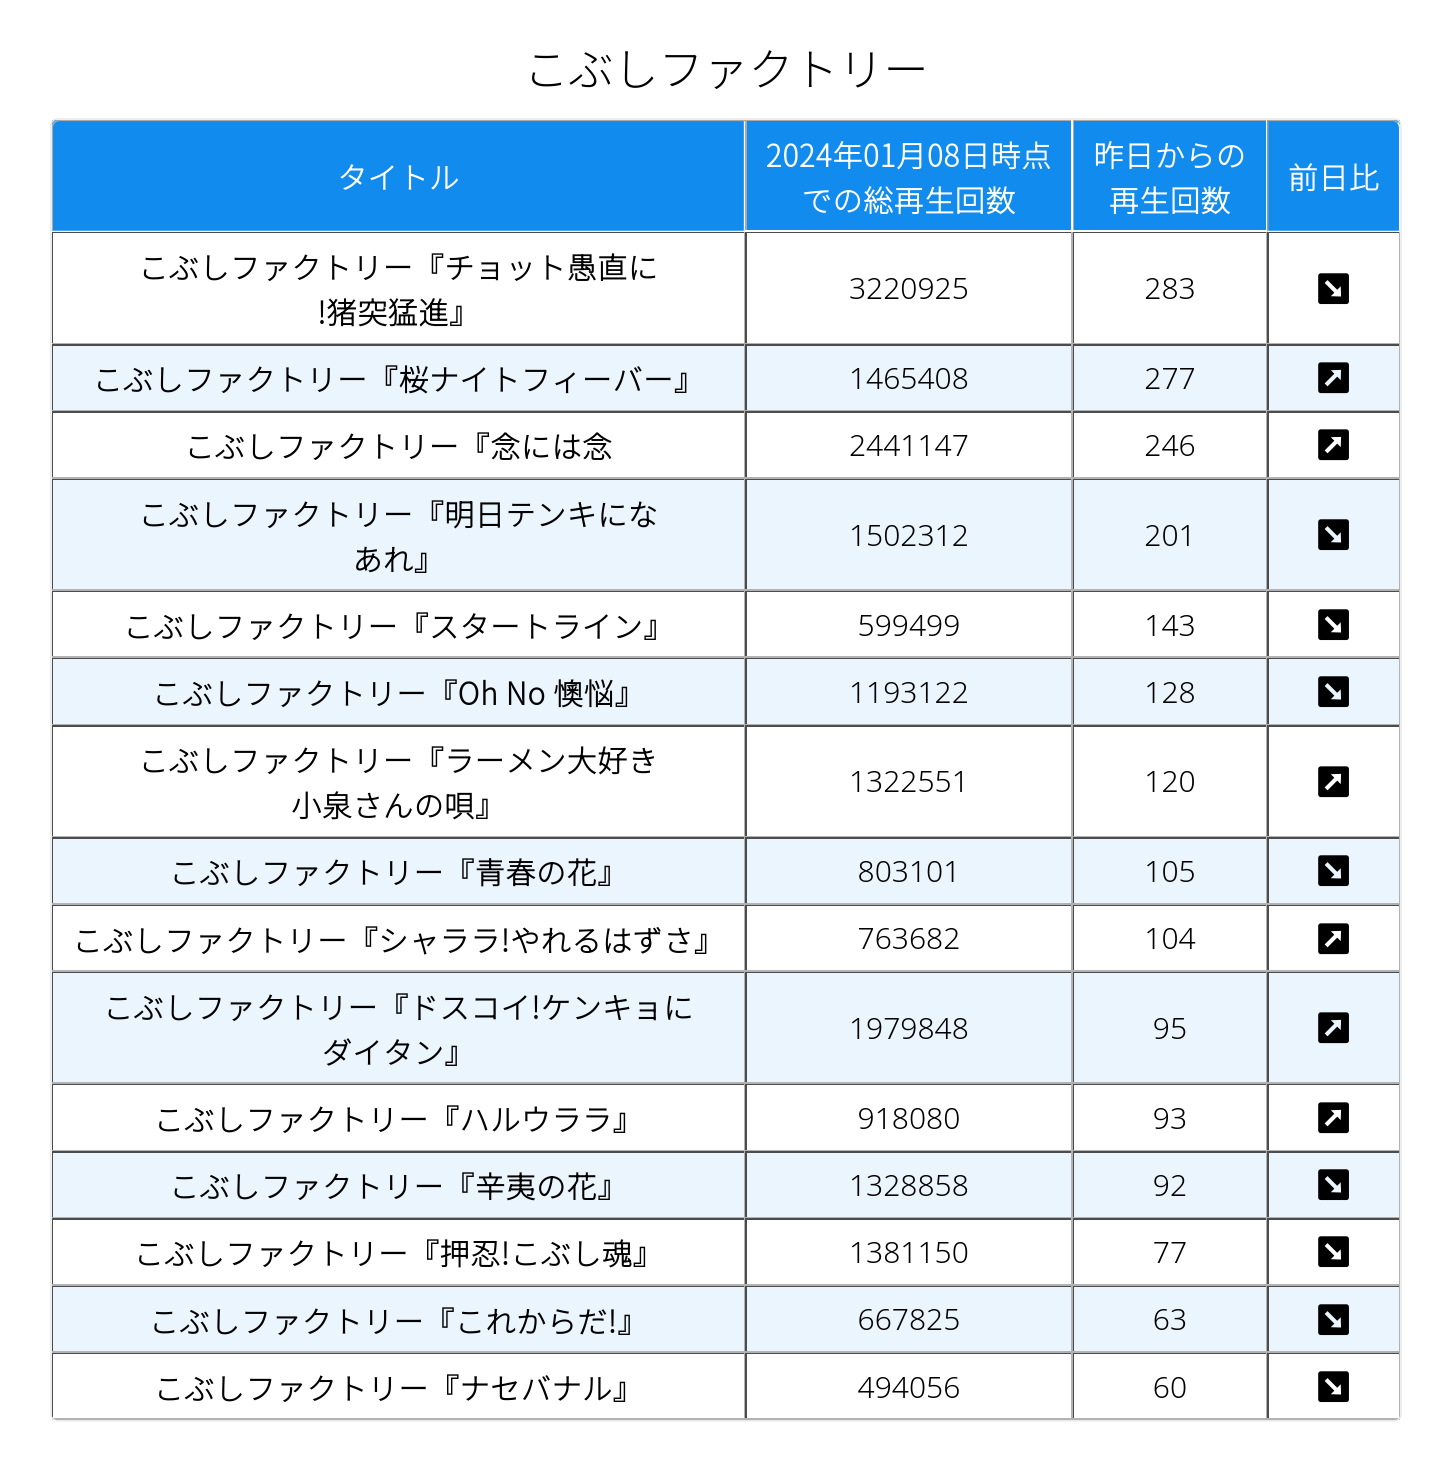 こぶしファクトリー
タイトル
2024年01月08日時点
での総再生回数
昨日からの
再生回数
前日比
こぶしファクトリー『チョット愚直に
!猪突猛進』
3220925
283
こぶしファクトリー『桜ナイトフィーバー』
1465408
277
こぶしファクトリー『念には念
2441147
246
こぶしファクトリー『明日テンキにな
あれ』
1502312
201
こぶしファクトリー『スタートライン』
599499
143
こぶしファクトリー『Oh No 懊悩』
1193122
128
こぶしファクトリー『ラーメン大好き
小泉さんの唄』
1322551
120
こぶしファクトリー『青春の花』
803101
105
こぶしファクトリー『シャララ!やれるはずさ』
763682
104
こぶしファクトリー『ドスコイ!ケンキョに
ダイタン』
1979848
95
こぶしファクトリー『ハルウララ』
918080
93
こぶしファクトリー『辛夷の花』
1328858
92
こぶしファクトリー『押忍!こぶし魂』
1381150
77
こぶしファクトリー『これからだ!』
667825
63
こぶしファクトリー『ナセバナル』
494056
60